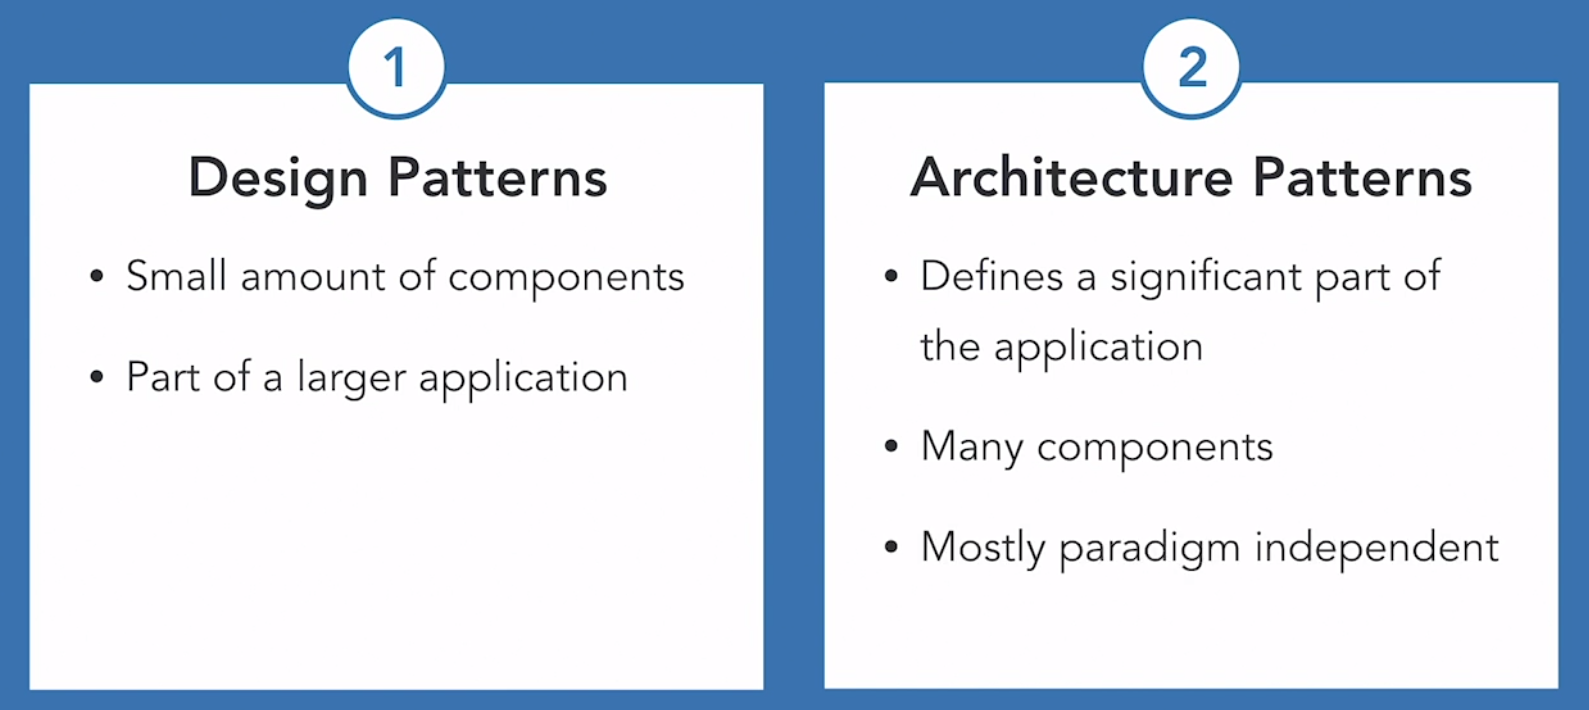 1
Design Patterns
• Small amount of components
• Part of a larger application
2
Architecture Patterns
• Defines a significant part of
the application
• Many components
• Mostly paradigm independent